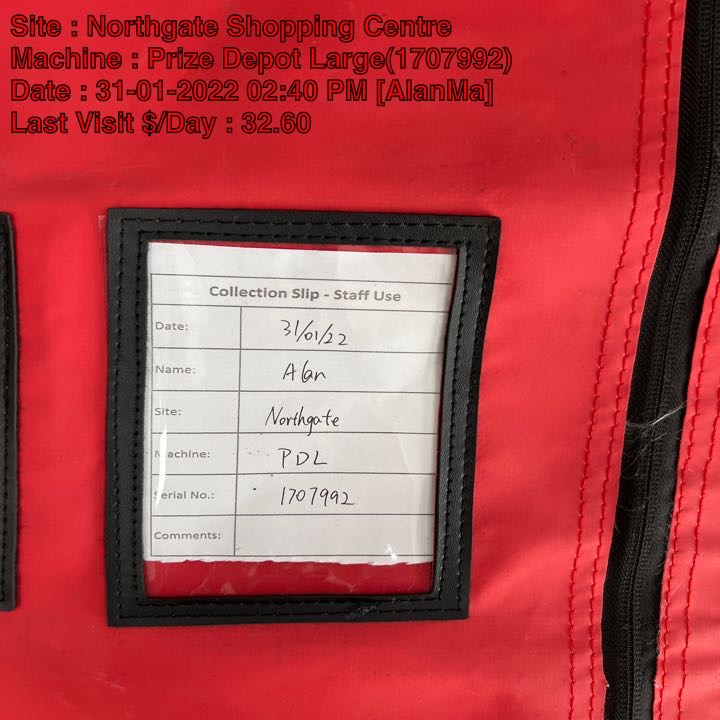 Site : Northgate Shopping Centre
Machine : Prize Depot Large(1707992)
Date : 31-01-2022 02:40 PM [AlanMa]
Last Visit $/Day : 32.60
Collection Slip - Staff Use
Date: 31/01/22
Name: Alan
Site: Northgate
Machine: PDL
Serial No.: 1707992
Comments: